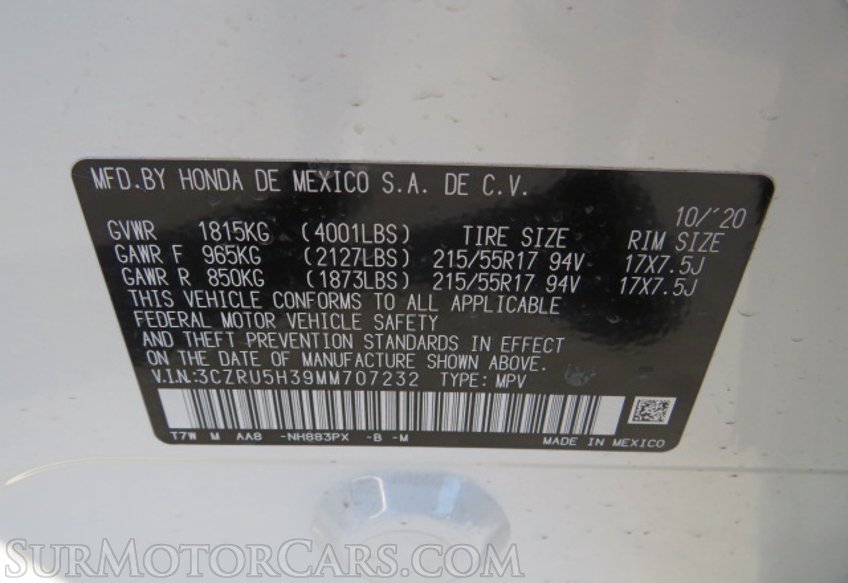 MFD.BY HONDA DE MEXICO S.A. DE C.V.
10/'20
GVWR 1815KG (4001LBS) TIRE SIZE RIM SIZE
GAWR F 965KG (2127LBS) 215/55R17 94V 17X7.5J
GAWR R 850KG (1873LBS) 215/55R17 94V 17X7.5J
THIS VEHICLE CONFORMS TO ALL APPLICABLE
FEDERAL MOTOR VEHICLE SAFETY
AND THEFT PREVENTION STANDARDS IN EFFECT
ON THE DATE OF MANUFACTURE SHOWN ABOVE.
V.I.N:3CZRU5H39MM707232 TYPE: MPV
T7W M AA8 -NH883PX -B -M MADE IN MEXICO
SURMOTORCARS.COM SURMOTORCARS.COM